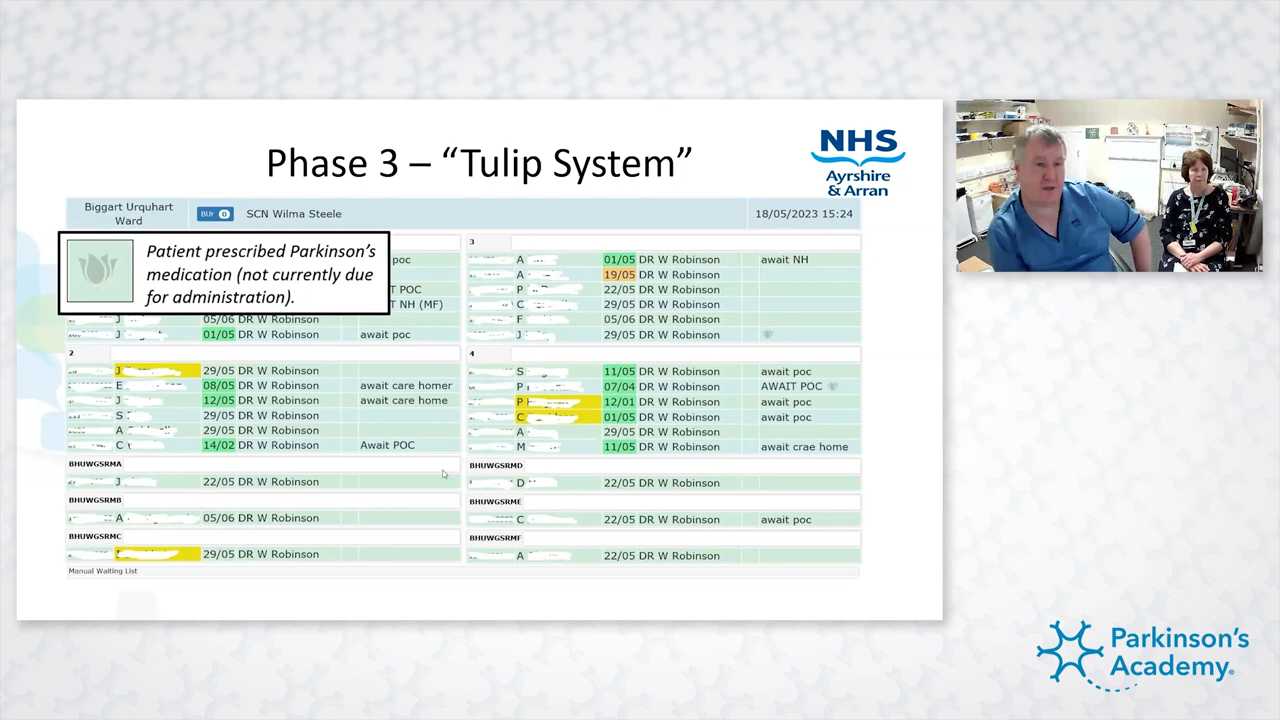 Phase 3 – “Tulip System”
NHS
Ayrshire
& Arran
Biggart Urquhart
Ward
BUr 0
SCN Wilma Steele
18/05/2023 15:24
Patient prescribed Parkinson’s
medication (not currently due
for administration).
poc
T POC
T NH (MF)
J 05/06 DR W Robinson
J 01/05 DR W Robinson await poc
2
J 29/05 DR W Robinson
E 08/05 DR W Robinson await care homer
J 12/05 DR W Robinson await care home
S 29/05 DR W Robinson
A 29/05 DR W Robinson
C 14/02 DR W Robinson Await POC
BHUWGSRMA
J 22/05 DR W Robinson
BHUWGSRMB
A 05/06 DR W Robinson
BHUWGSRMC
29/05 DR W Robinson
Manual Waiting List
3
A 01/05 DR W Robinson await NH
A 19/05 DR W Robinson
P 22/05 DR W Robinson
C 29/05 DR W Robinson
F 05/06 DR W Robinson
J 29/05 DR W Robinson
4
S 11/05 DR W Robinson await poc
P 07/04 DR W Robinson AWAIT POC
P 12/01 DR W Robinson await poc
C 01/05 DR W Robinson await poc
A 29/05 DR W Robinson
M 11/05 DR W Robinson await crae home
BHUWGSRMD
D 22/05 DR W Robinson
BHUWGSRME
C 22/05 DR W Robinson await poc
BHUWGSRMF
A 22/05 DR W Robinson
Parkinson’s
Academy®